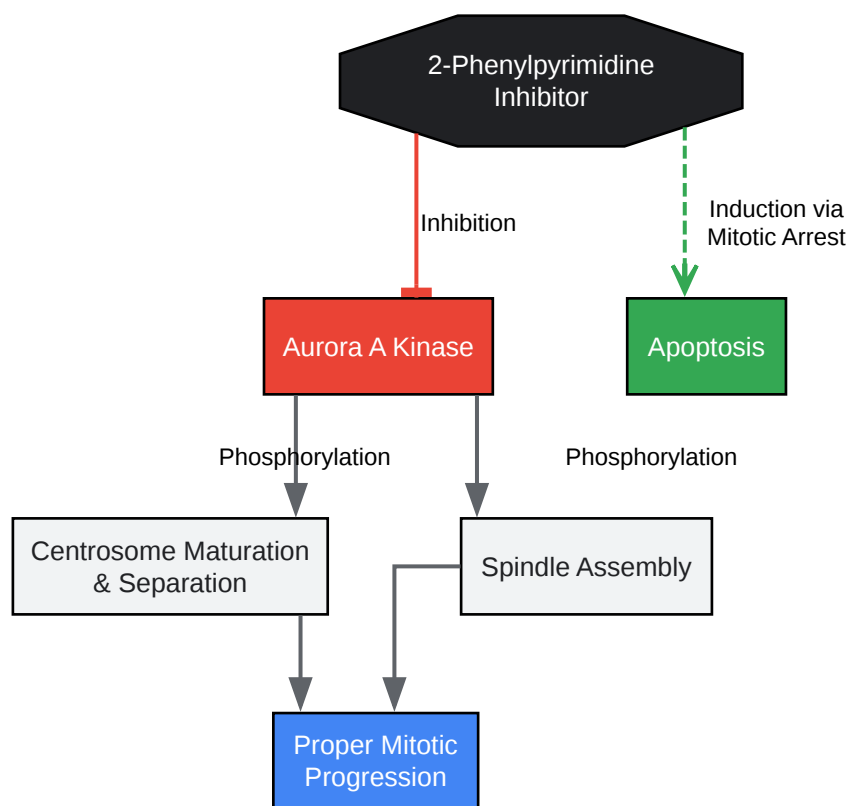 2-Phenylpyrimidine
Inhibitor
Inhibition
Induction via
Mitotic Arrest
Aurora A Kinase
Apoptosis
Phosphorylation
Phosphorylation
Centrosome Maturation
& Separation
Spindle Assembly
Proper Mitotic
Progression